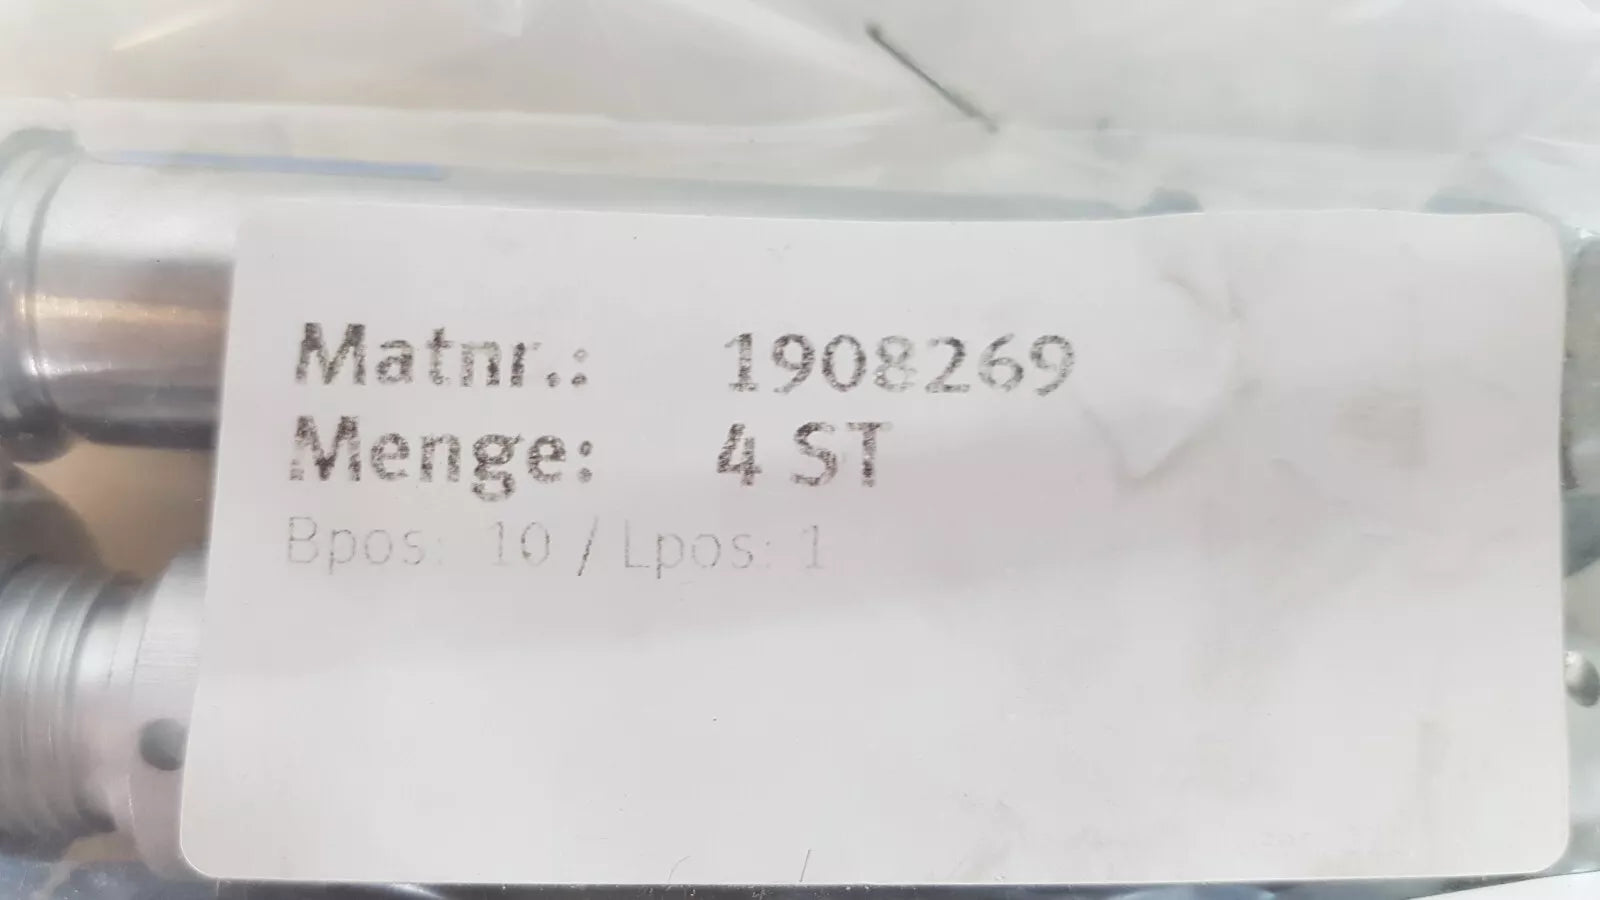 Matnr.: 1908269
Menge: 4 ST
Bpos: 10 / Lpos: 1